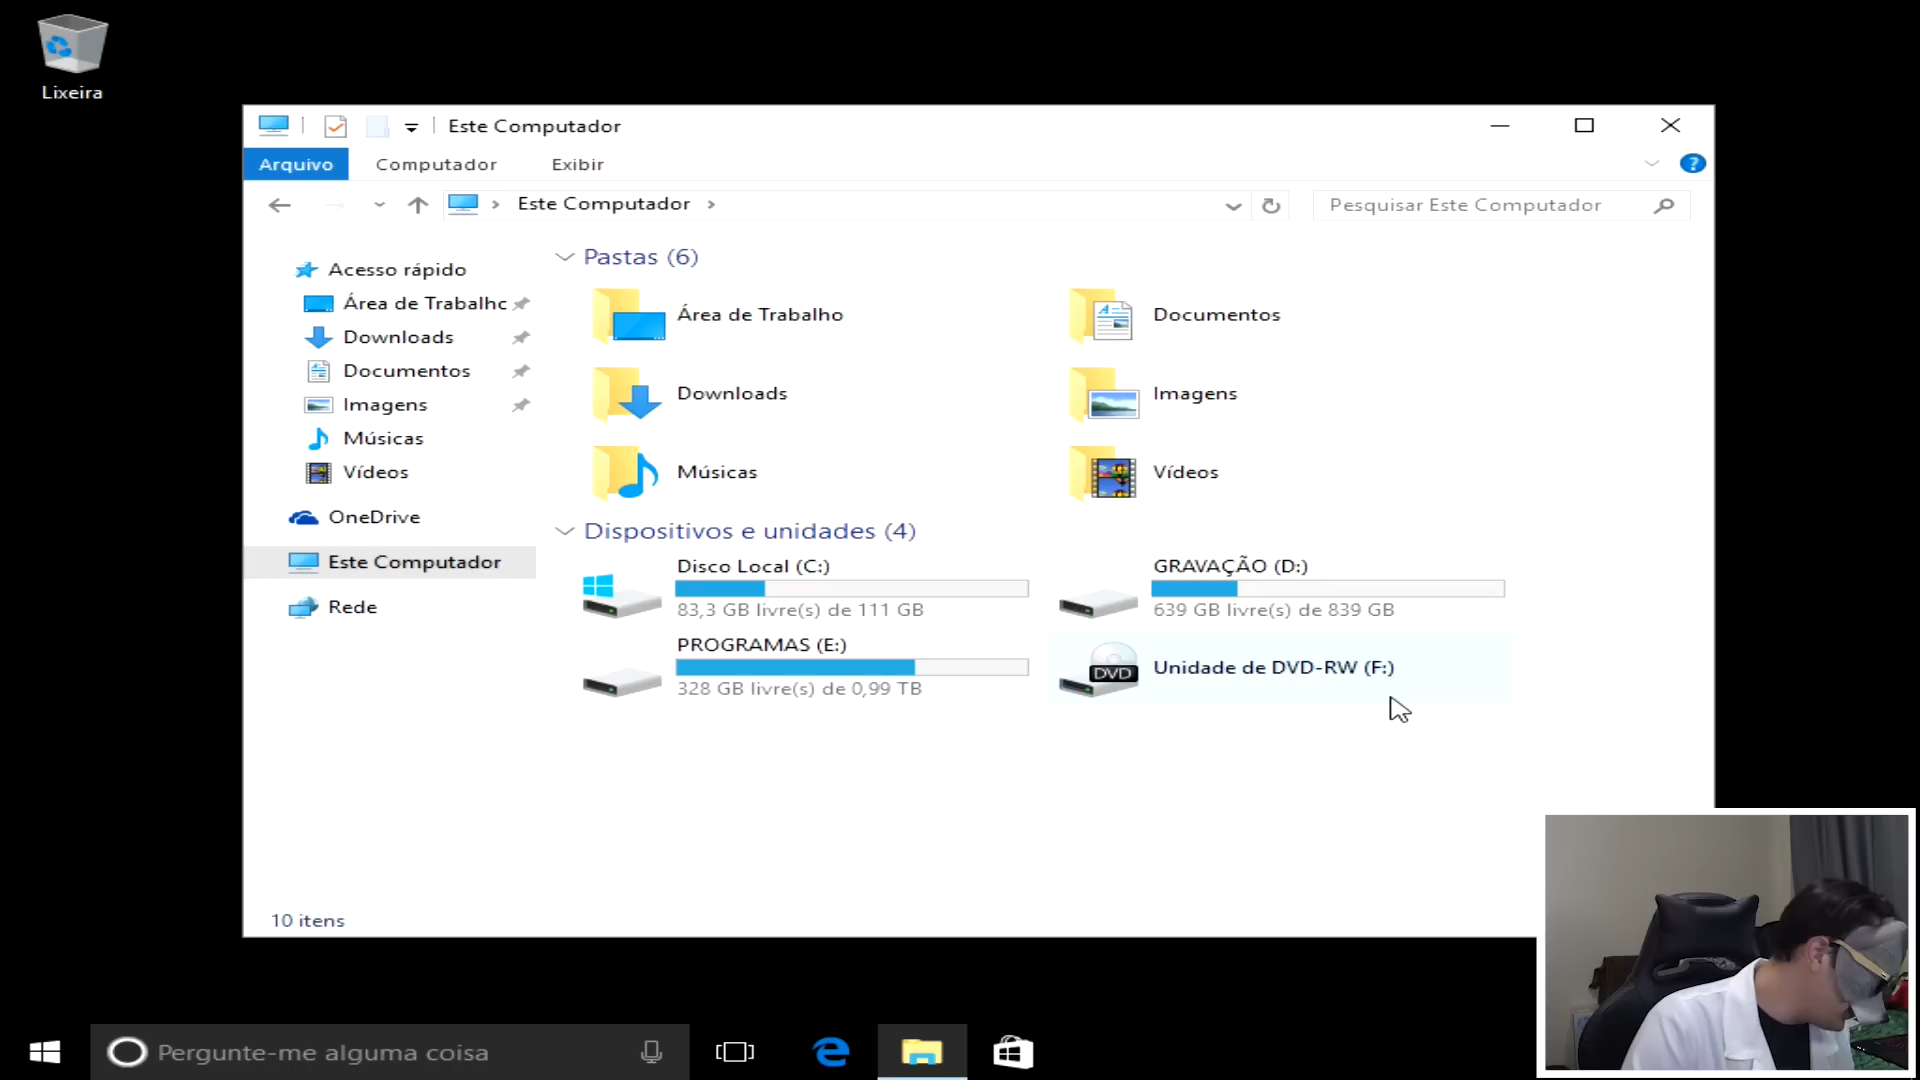 Lixeira
Este Computador
Arquivo Computador Exibir
?
Este Computador
Pesquisar Este Computador
Acesso rápido
Área de Trabalho
Downloads
Documentos
Imagens
Músicas
Vídeos
OneDrive
Este Computador
Rede
Pastas (6)
Área de Trabalho
Documentos
Downloads
Imagens
Músicas
Vídeos
Dispositivos e unidades (4)
Disco Local (C:)
83,3 GB livre(s) de 111 GB
GRAVAÇÃO (D:)
639 GB livre(s) de 839 GB
PROGRAMAS (E:)
328 GB livre(s) de 0,99 TB
DVD
Unidade de DVD-RW (F:)
10 itens
Pergunte-me alguma coisa